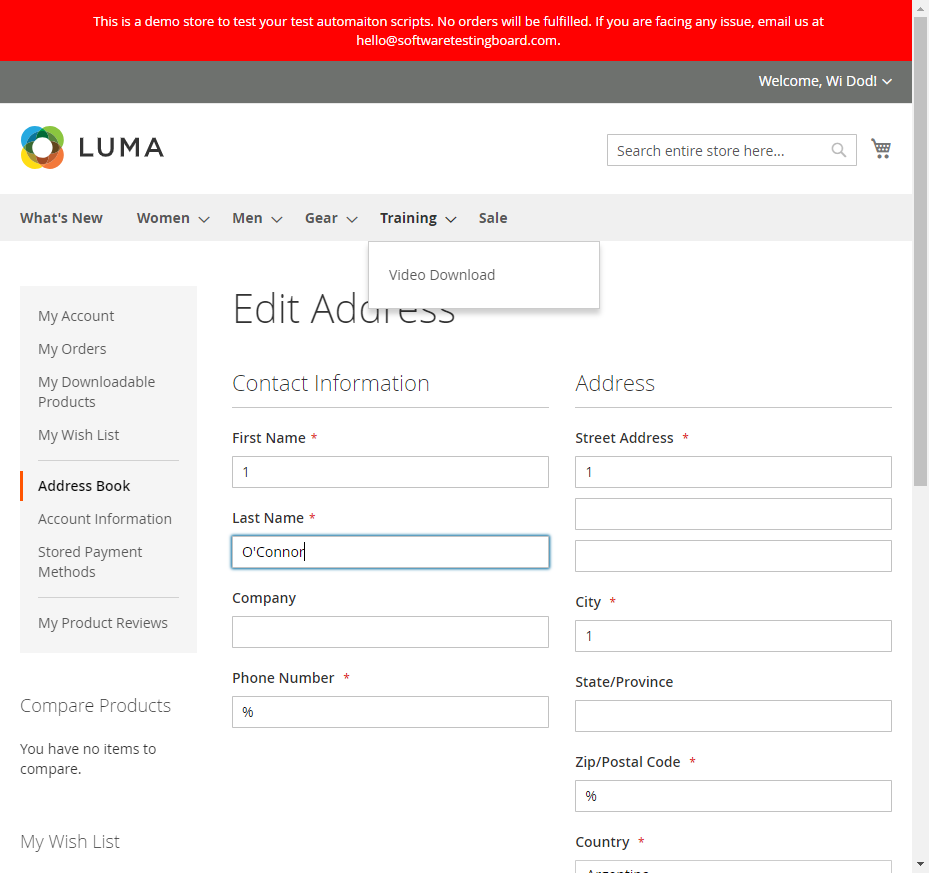 This is a demo store to test your test automaiton scripts. No orders will be fulfilled. If you are facing any issue, email us at
hello@softwaretestingboard.com.
Welcome, Wi Dod!
LUMA
Search entire store here...
What's New Women Men Gear Training Sale
Video Download
Edit Address
My Account
My Orders
My Downloadable
Products
My Wish List
Address Book
Account Information
Stored Payment
Methods
My Product Reviews
Compare Products
You have no items to
compare.
My Wish List
Contact Information
First Name *
1
Last Name *
O'Connor
Company
Phone Number *
%
Address
Street Address *
1
City *
1
State/Province
Zip/Postal Code *
%
Country *
Argentina